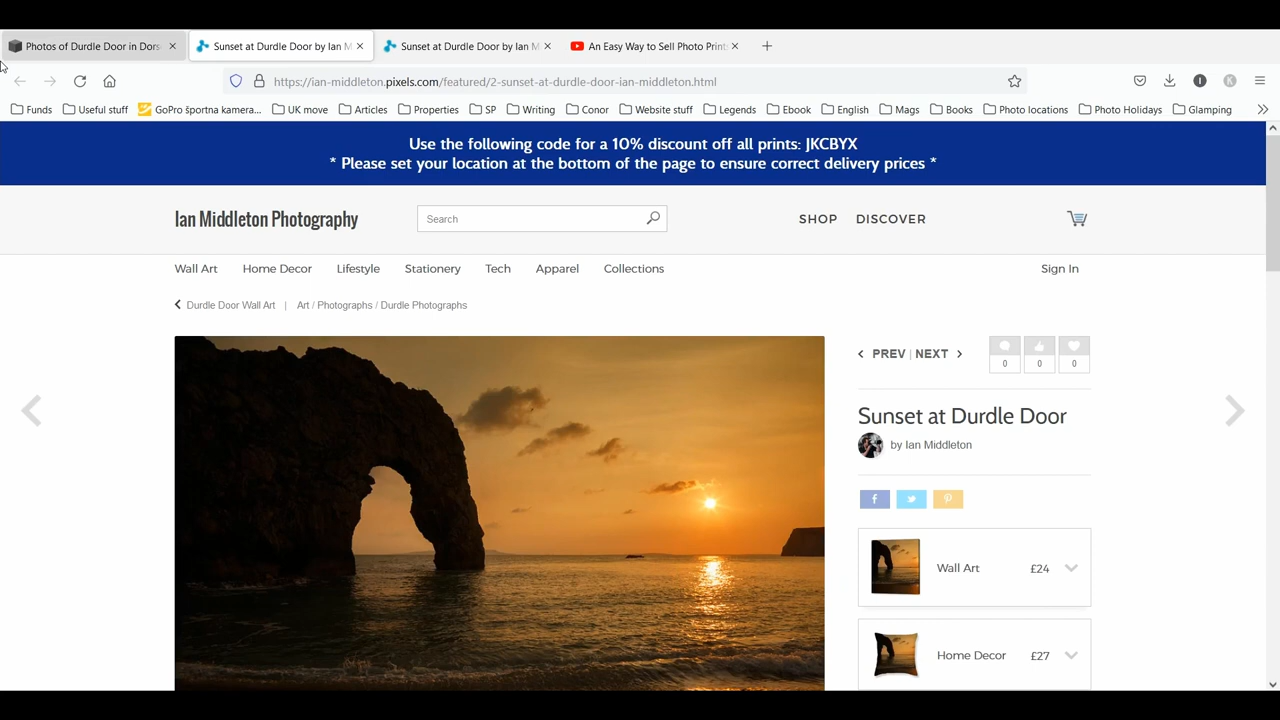 Photos of Durdle Door in Dors
Sunset at Durdle Door by Ian M
Sunset at Durdle Door by Ian M
An Easy Way to Sell Photo Print
https://ian-middleton.pixels.com/featured/2-sunset-at-durdle-door-ian-middleton.html
Funds
Useful stuff
GoPro športna kamera...
UK move
Articles
Properties
SP
Writing
Conor
Website stuff
Legends
Ebook
English
Mags
Books
Photo locations
Photo Holidays
Glamping
Use the following code for a 10% discount off all prints: JKCBYX
* Please set your location at the bottom of the page to ensure correct delivery prices *
Ian Middleton Photography
Search
SHOP
DISCOVER
Wall Art
Home Decor
Lifestyle
Stationery
Tech
Apparel
Collections
Sign In
Durdle Door Wall Art | Art / Photographs / Durdle Photographs
PREV | NEXT
0
0
0
Sunset at Durdle Door
by Ian Middleton
Wall Art £24
Home Decor £27